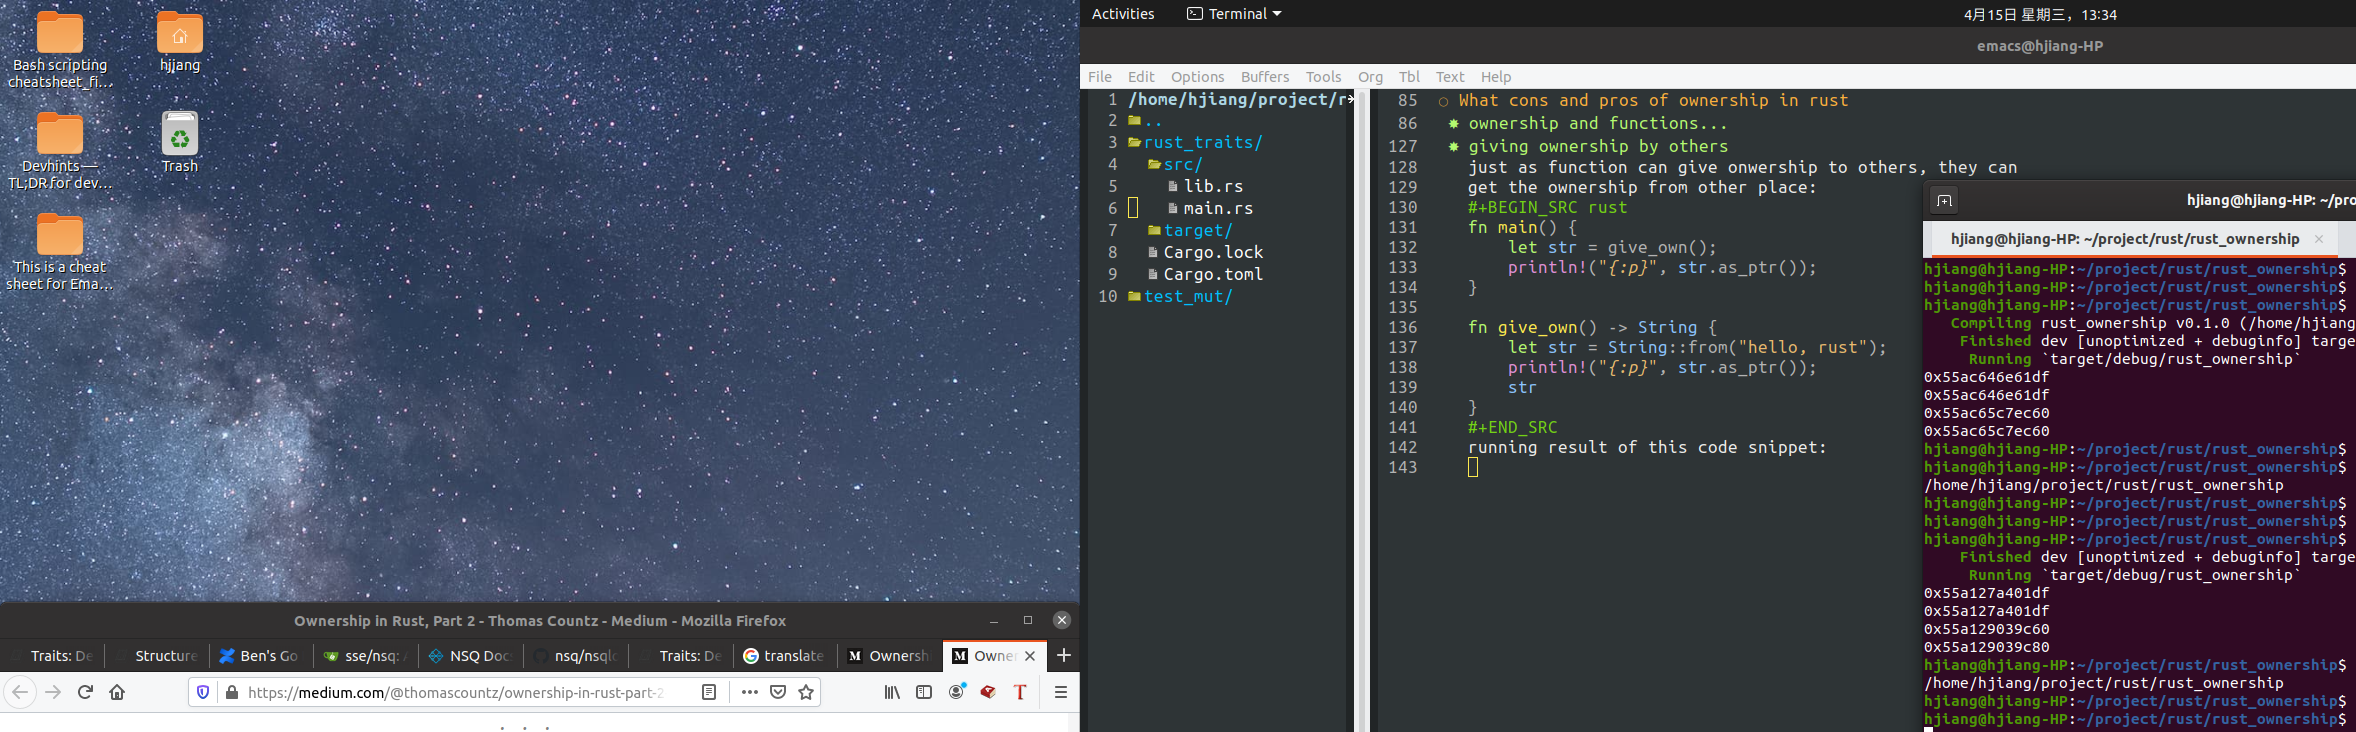 Bash scripting
cheatsheet_fi...
hjjang
Devhints —
TL;DR for dev...
Trash
This is a cheat
sheet for Ema...
Ownership in Rust, Part 2 - Thomas Countz - Medium - Mozilla Firefox
Traits: De
Structure
Ben's Go
sse/nsq:
NSQ Doc
nsq/nsql
Traits: De
translate
Ownersh
Owner
https://medium.com/@thomascountz/ownership-in-rust-part-2
Activities
Terminal
4月15日 星期三，13:34
emacs@hjiang-HP
File Edit Options Buffers Tools Org Tbl Text Help
1 /home/hjiang/project/r
2 ..
3 rust_traits/
4 src/
5 lib.rs
6 main.rs
7 target/
8 Cargo.lock
9 Cargo.toml
10 test_mut/
85 What cons and pros of ownership in rust
86 ownership and functions...
127 giving ownership by others
128 just as function can give onwership to others, they can
129 get the ownership from other place:
130 #+BEGIN_SRC rust
131 fn main() {
132 let str = give_own();
133 println!("{:p}", str.as_ptr());
134 }
135
136 fn give_own() -> String {
137 let str = String::from("hello, rust");
138 println!("{:p}", str.as_ptr());
139 str
140 }
141 #+END_SRC
142 running result of this code snippet:
143
hjiang@hjiang-HP: ~/pro
hjiang@hjiang-HP: ~/project/rust/rust_ownership
hjiang@hjiang-HP:~/project/rust/rust_ownership$
hjiang@hjiang-HP:~/project/rust/rust_ownership$
hjiang@hjiang-HP:~/project/rust/rust_ownership$
Compiling rust_ownership v0.1.0 (/home/hjiang
Finished dev [unoptimized + debuginfo] targe
Running `target/debug/rust_ownership`
0x55ac646e61df
0x55ac646e61df
0x55ac65c7ec60
0x55ac65c7ec60
hjiang@hjiang-HP:~/project/rust/rust_ownership$
hjiang@hjiang-HP:~/project/rust/rust_ownership$
/home/hjiang/project/rust/rust_ownership
hjiang@hjiang-HP:~/project/rust/rust_ownership$
hjiang@hjiang-HP:~/project/rust/rust_ownership$
hjiang@hjiang-HP:~/project/rust/rust_ownership$
Finished dev [unoptimized + debuginfo] targe
Running `target/debug/rust_ownership`
0x55a127a401df
0x55a127a401df
0x55a129039c60
0x55a129039c80
hjiang@hjiang-HP:~/project/rust/rust_ownership$
/home/hjiang/project/rust/rust_ownership
hjiang@hjiang-HP:~/project/rust/rust_ownership$
hjiang@hjiang-HP:~/project/rust/rust_ownership$